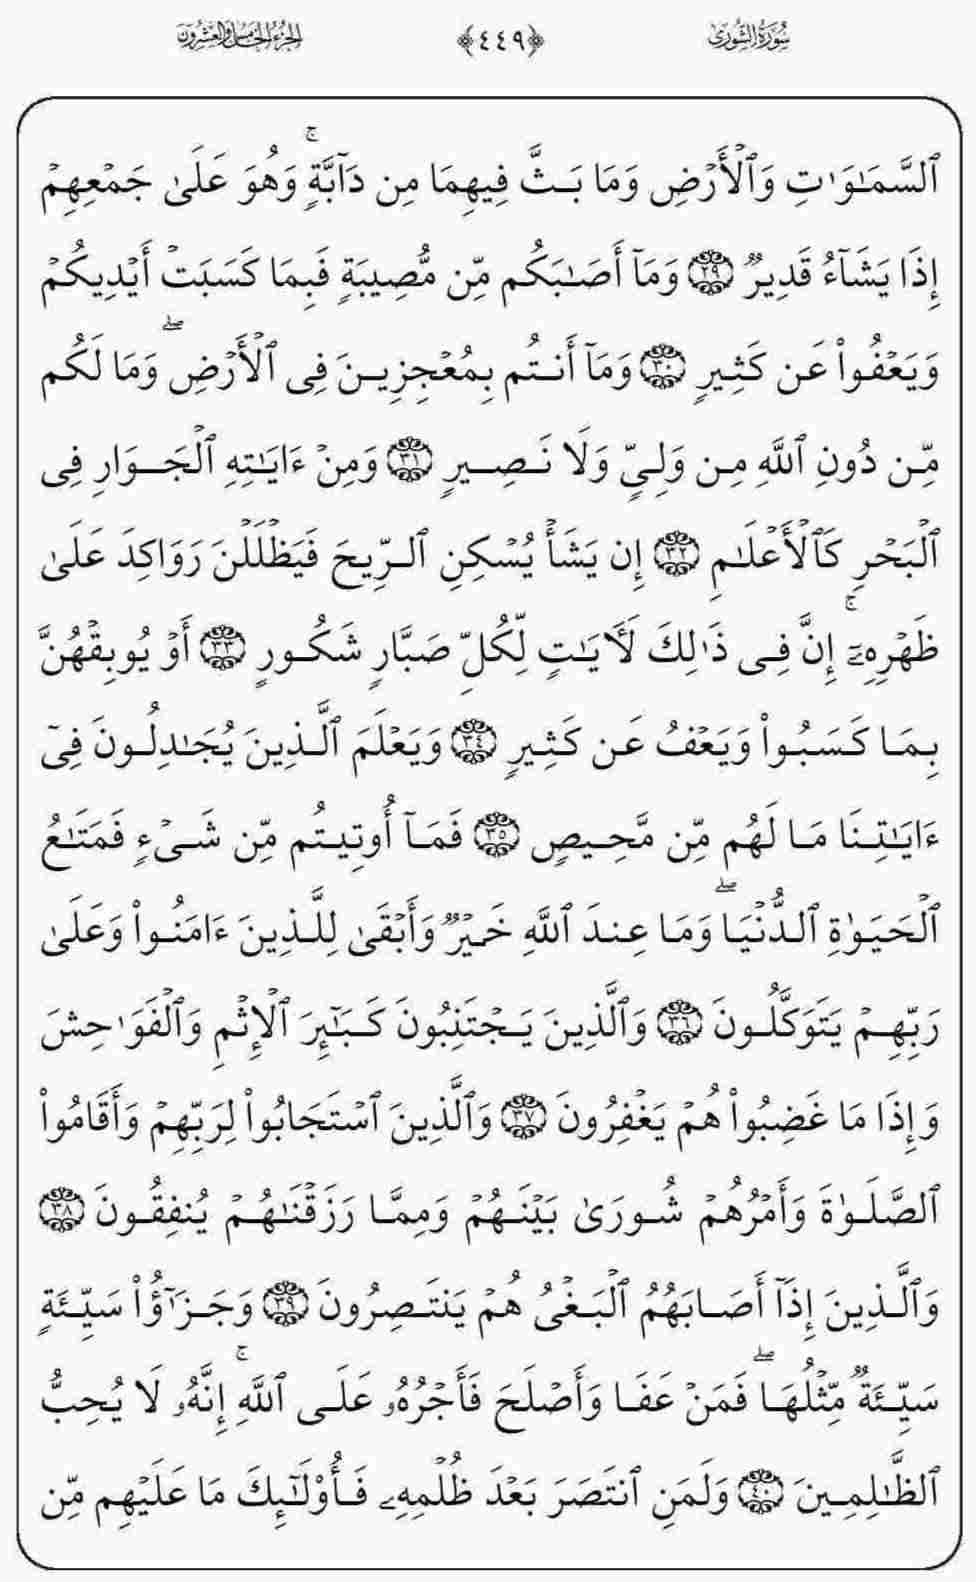 سُورَةُ الشُّورَىٰ ﴿٤٤٩﴾ الجُزْءُ الخَامِسُ وَالعِشْرُونَ
ٱلسَّمَـٰوَٰتِ وَٱلْأَرْضِ وَمَا بَثَّ فِيهِمَا مِن دَآبَّةٍ ۚ وَهُوَ عَلَىٰ جَمْعِهِمْ
إِذَا يَشَآءُ قَدِيرٌ ٢٩ وَمَآ أَصَـٰبَكُم مِّن مُّصِيبَةٍ فَبِمَا كَسَبَتْ أَيْدِيكُمْ
وَيَعْفُوا۟ عَن كَثِيرٍ ٣٠ وَمَآ أَنتُم بِمُعْجِزِينَ فِى ٱلْأَرْضِ ۖ وَمَا لَكُم
مِّن دُونِ ٱللَّهِ مِن وَلِىٍّ وَلَا نَصِيرٍ ٣١ وَمِنْ ءَايَـٰتِهِ ٱلْجَوَارِ فِى
ٱلْبَحْرِ كَٱلْأَعْلَـٰمِ ٣٢ إِن يَشَأْ يُسْكِنِ ٱلرِّيحَ فَيَظْلَلْنَ رَوَاكِدَ عَلَىٰ
ظَهْرِهِۦٓ ۚ إِنَّ فِى ذَٰلِكَ لَـَٔايَـٰتٍ لِّكُلِّ صَبَّارٍ شَكُورٍ ٣٣ أَوْ يُوبِقْهُنَّ
بِمَا كَسَبُوا۟ وَيَعْفُ عَن كَثِيرٍ ٣٤ وَيَعْلَمَ ٱلَّذِينَ يُجَـٰدِلُونَ فِىٓ
ءَايَـٰتِنَا مَا لَهُم مِّن مَّحِيصٍ ٣٥ فَمَآ أُوتِيتُم مِّن شَىْءٍ فَمَتَـٰعُ
ٱلْحَيَوٰةِ ٱلدُّنْيَا ۖ وَمَا عِندَ ٱللَّهِ خَيْرٌ وَأَبْقَىٰ لِلَّذِينَ ءَامَنُوا۟ وَعَلَىٰ
رَبِّهِمْ يَتَوَكَّلُونَ ٣٦ وَٱلَّذِينَ يَجْتَنِبُونَ كَبَـٰٓئِرَ ٱلْإِثْمِ وَٱلْفَوَٰحِشَ
وَإِذَا مَا غَضِبُوا۟ هُمْ يَغْفِرُونَ ٣٧ وَٱلَّذِينَ ٱسْتَجَابُوا۟ لِرَبِّهِمْ وَأَقَامُوا۟
ٱلصَّلَوٰةَ وَأَمْرُهُمْ شُورَىٰ بَيْنَهُمْ وَمِمَّا رَزَقْنَـٰهُمْ يُنفِقُونَ ٣٨
وَٱلَّذِينَ إِذَآ أَصَابَهُمُ ٱلْبَغْىُ هُمْ يَنتَصِرُونَ ٣٩ وَجَزَٰٓؤُا۟ سَيِّئَةٍ
سَيِّئَةٌ مِّثْلُهَا ۖ فَمَنْ عَفَا وَأَصْلَحَ فَأَجْرُهُۥ عَلَى ٱللَّهِ ۚ إِنَّهُۥ لَا يُحِبُّ
ٱلظَّـٰلِمِينَ ٤٠ وَلَمَنِ ٱنتَصَرَ بَعْدَ ظُلْمِهِۦ فَأُو۟لَـٰٓئِكَ مَا عَلَيْهِم مِّن